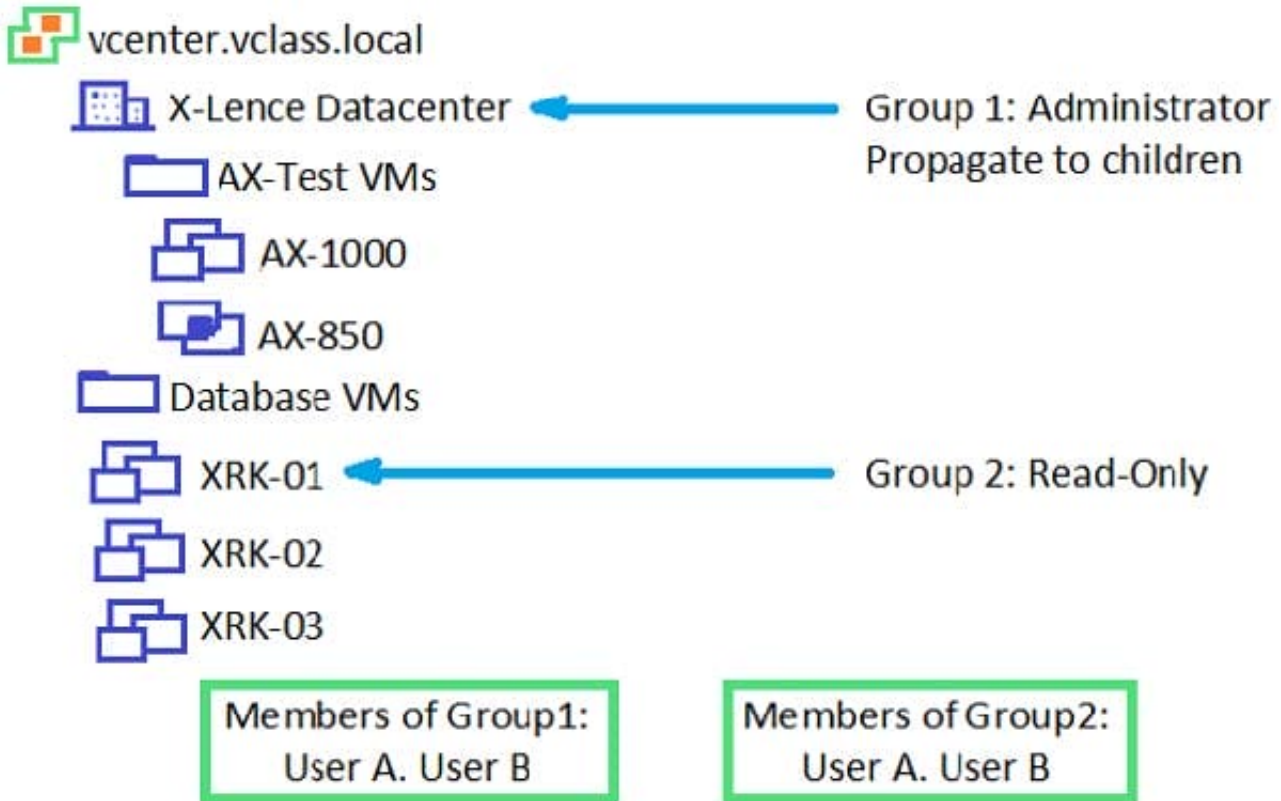 vcenter.vclass.local
X-Lence Datacenter
Group 1: Administrator
Propagate to children
AX-Test VMs
AX-1000
AX-850
Database VMs
XRK-01
Group 2: Read-Only
XRK-02
XRK-03
Members of Group1:
User A. User B
Members of Group2:
User A. User B